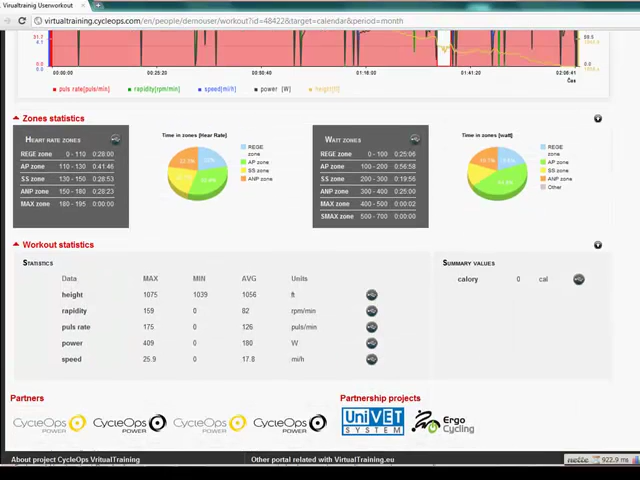 Virtualtraining Userworkout
virtualtraining.cycleops.com/en/people/demouser/workout?id=48422&target=calendar&period=month
00:00:00 00:25:20 00:50:40 01:16:00 01:41:20 02:06:41
Čas
puls rate[puls/min] rapidity[rpm/min] speed[mi/h] power [W] height[ft]
Zones statistics
HEART RATE ZONES
REGE zone 0 - 110 0:28:00
AP zone 110 - 130 0:41:46
SS zone 130 - 150 0:28:53
ANP zone 150 - 180 0:28:23
MAX zone 180 - 195 0:00:00
Time in zones [Hear Rate]
REGE zone
AP zone
SS zone
ANP zone
WATT ZONES
REGE zone 0 - 100 0:25:06
AP zone 100 - 200 0:56:58
SS zone 200 - 300 0:19:56
ANP zone 300 - 400 0:25:00
MAX zone 400 - 500 0:00:02
SMAX zone 500 - 700 0:00:00
Time in zones [watt]
REGE zone
AP zone
SS zone
ANP zone
Other
Workout statistics
STATISTICS
Data MAX MIN AVG Units
height 1075 1039 1056 ft
rapidity 159 0 82 rpm/min
puls rate 175 0 126 puls/min
power 409 0 180 W
speed 25.9 0 17.8 mi/h
SUMMARY VALUES
calory 0 cal
Partners
CycleOps POWER CycleOps POWER CycleOps POWER CycleOps POWER
Partnership projects
UniVET SYSTEM
Ergo Cycling
About project CycleOps VritualTraining
Other portal related with VirtualTraining.eu
nette 922.9 ms